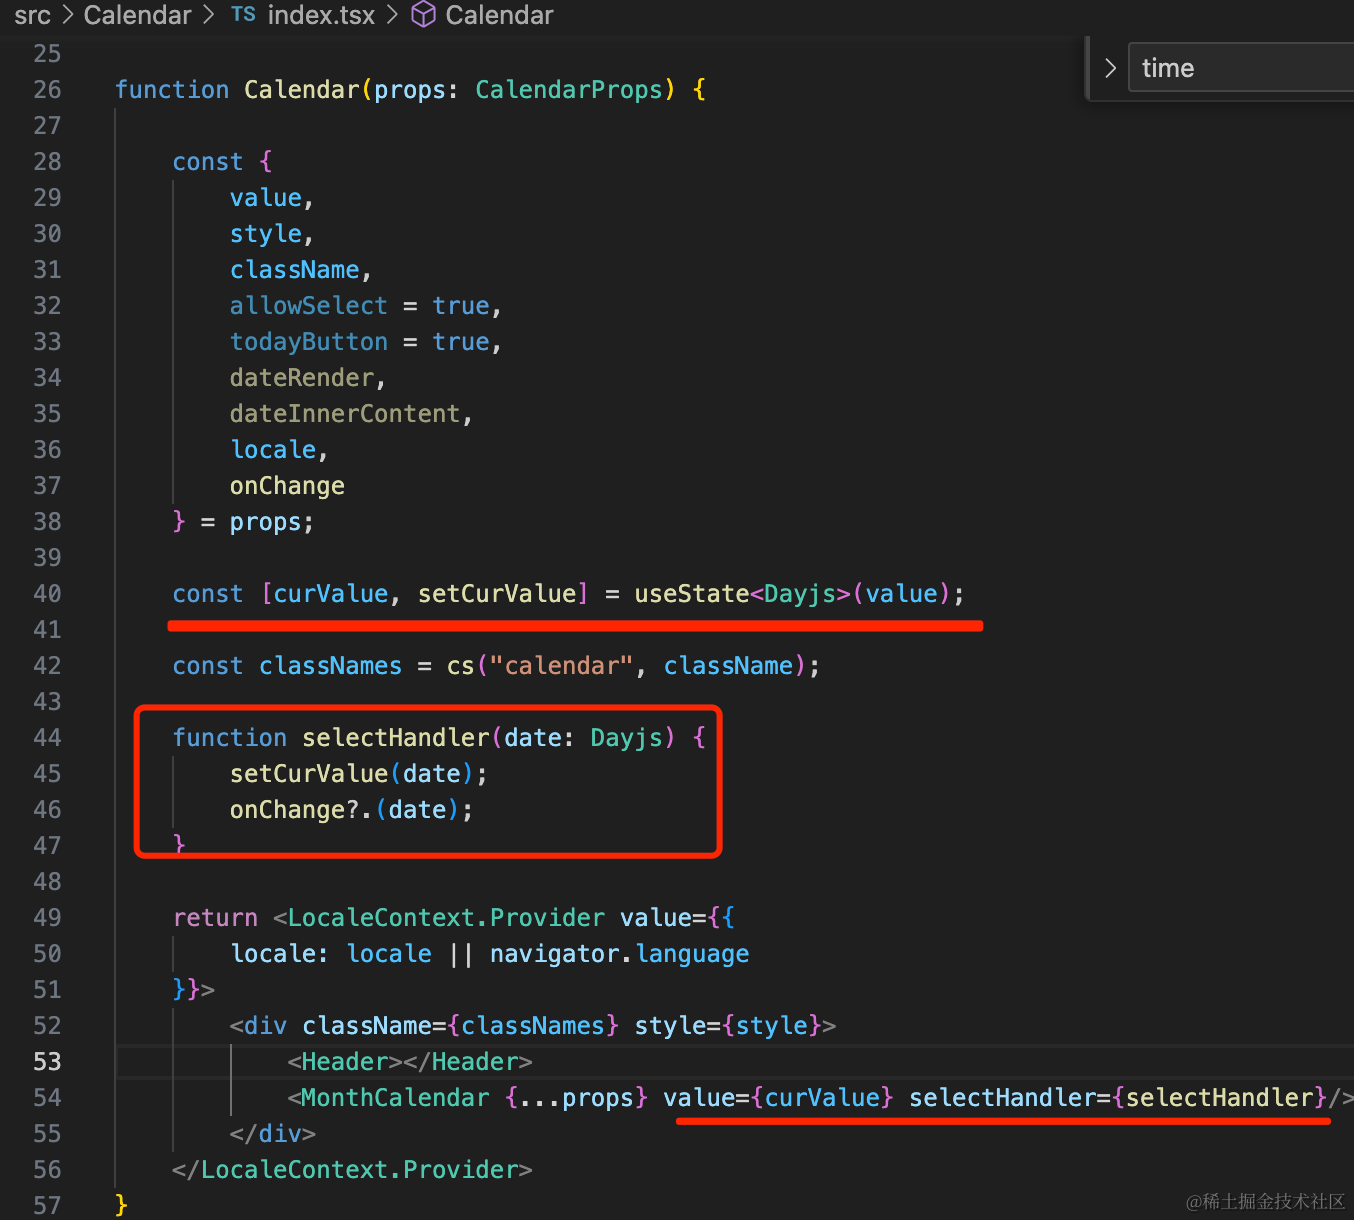 src > Calendar > TS index.tsx > Calendar
> time
25
26 function Calendar(props: CalendarProps) {
27
28 const {
29 value,
30 style,
31 className,
32 allowSelect = true,
33 todayButton = true,
34 dateRender,
35 dateInnerContent,
36 locale,
37 onChange
38 } = props;
39
40 const [curValue, setCurValue] = useState<Dayjs>(value);
41
42 const classNames = cs("calendar", className);
43
44 function selectHandler(date: Dayjs) {
45 setCurValue(date);
46 onChange?.(date);
47 }
48
49 return <LocaleContext.Provider value={{
50 locale: locale || navigator.language
51 }}>
52 <div className={classNames} style={style}>
53 <Header></Header>
54 <MonthCalendar {...props} value={curValue} selectHandler={selectHandler}/>
55 </div>
56 </LocaleContext.Provider>
57 }
@稀土掘金技术社区